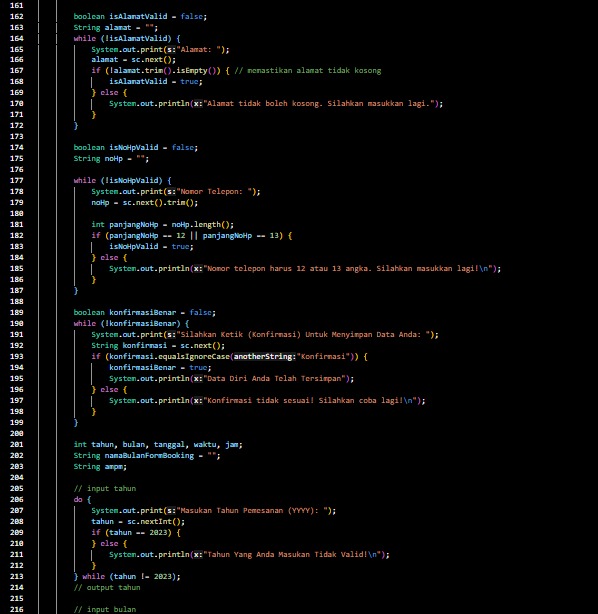 161
162 boolean isAlamatValid = false;
163 String alamat = "";
164 while (!isAlamatValid) {
165 System.out.print(s:"Alamat: ");
166 alamat = sc.next();
167 if (!alamat.trim().isEmpty()) { // memastikan alamat tidak kosong
168 isAlamatValid = true;
169 } else {
170 System.out.println(x:"Alamat tidak boleh kosong. Silahkan masukkan lagi.");
171 }
172 }
173
174 boolean isNoHpValid = false;
175 String noHp = "";
176
177 while (!isNoHpValid) {
178 System.out.print(s:"Nomor Telepon: ");
179 noHp = sc.next().trim();
180
181 int panjangNoHp = noHp.length();
182 if (panjangNoHp == 12 || panjangNoHp == 13) {
183 isNoHpValid = true;
184 } else {
185 System.out.println(x:"Nomor telepon harus 12 atau 13 angka. Silahkan masukkan lagi!\n");
186 }
187 }
188
189 boolean konfirmasiBenar = false;
190 while (!konfirmasiBenar) {
191 System.out.print(s:"Silahkan Ketik (Konfirmasi) Untuk Menyimpan Data Anda: ");
192 String konfirmasi = sc.next();
193 if (konfirmasi.equalsIgnoreCase(anotherString:"Konfirmasi")) {
194 konfirmasiBenar = true;
195 System.out.println(x:"Data Diri Anda Telah Tersimpan");
196 } else {
197 System.out.println(x:"Konfirmasi tidak sesuai! Silahkan coba lagi!\n");
198 }
199 }
200
201 int tahun, bulan, tanggal, waktu, jam;
202 String namaBulanFormBooking = "";
203 String ampm;
204
205 // input tahun
206 do {
207 System.out.print(s:"Masukan Tahun Pemesanan (YYYY): ");
208 tahun = sc.nextInt();
209 if (tahun == 2023) {
210 } else {
211 System.out.println(x:"Tahun Yang Anda Masukan Tidak Valid!\n");
212 }
213 } while (tahun != 2023);
214 // output tahun
215
216 // input bulan